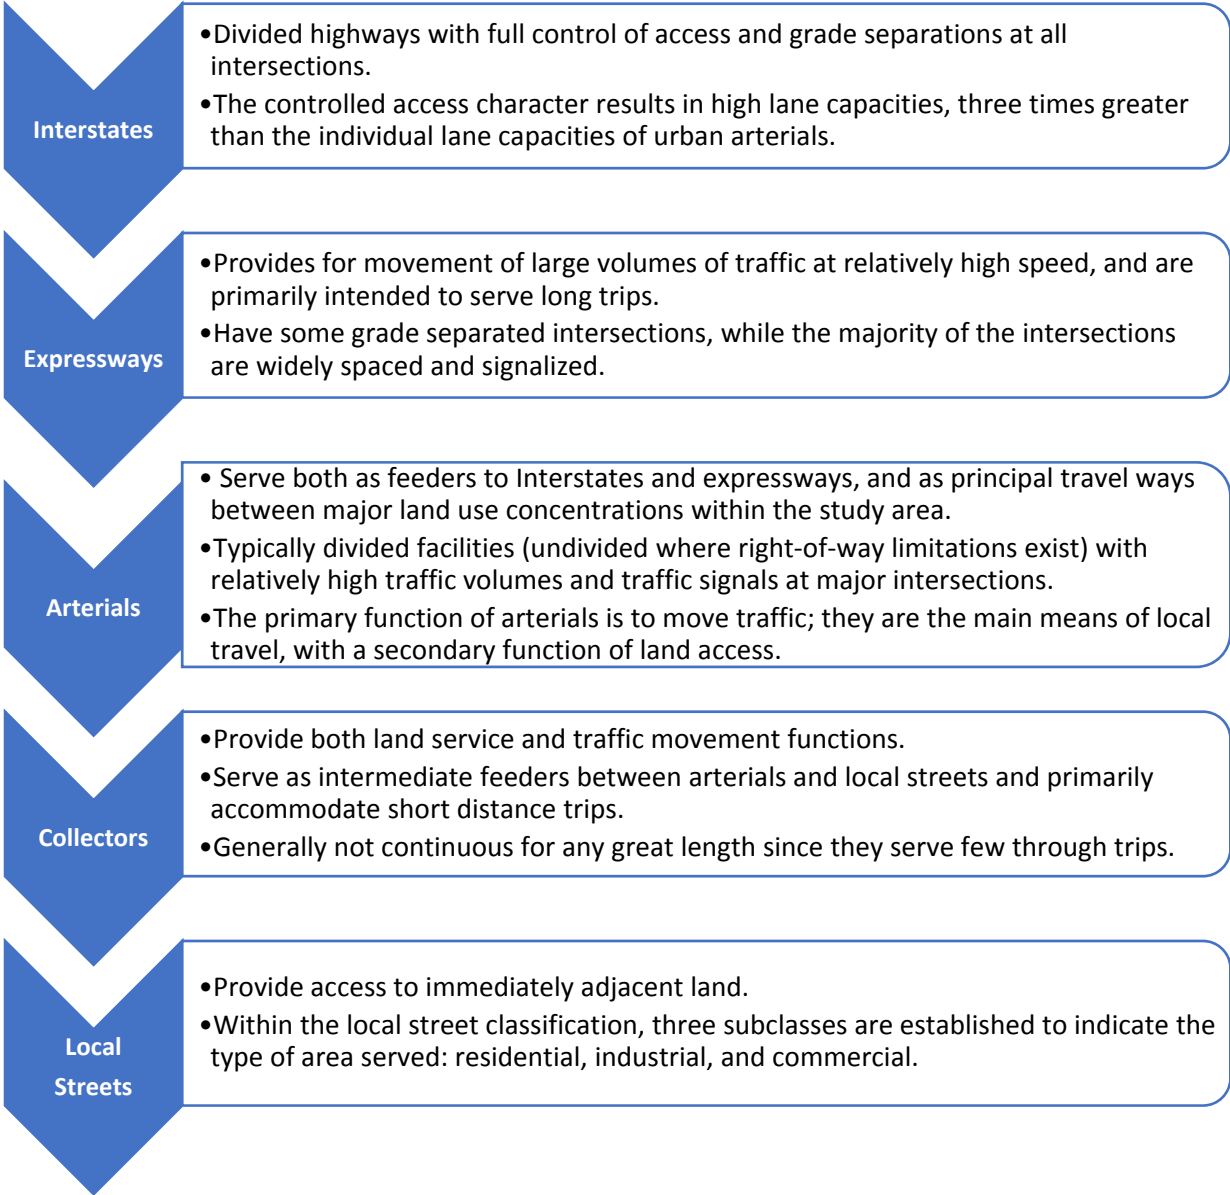 Interstates
•Divided highways with full control of access and grade separations at all
intersections.
•The controlled access character results in high lane capacities, three times greater
than the individual lane capacities of urban arterials.
Expressways
•Provides for movement of large volumes of traffic at relatively high speed, and are
primarily intended to serve long trips.
•Have some grade separated intersections, while the majority of the intersections
are widely spaced and signalized.
Arterials
• Serve both as feeders to Interstates and expressways, and as principal travel ways
between major land use concentrations within the study area.
•Typically divided facilities (undivided where right-of-way limitations exist) with
relatively high traffic volumes and traffic signals at major intersections.
•The primary function of arterials is to move traffic; they are the main means of local
travel, with a secondary function of land access.
Collectors
•Provide both land service and traffic movement functions.
•Serve as intermediate feeders between arterials and local streets and primarily
accommodate short distance trips.
•Generally not continuous for any great length since they serve few through trips.
Local
Streets
•Provide access to immediately adjacent land.
•Within the local street classification, three subclasses are established to indicate the
type of area served: residential, industrial, and commercial.